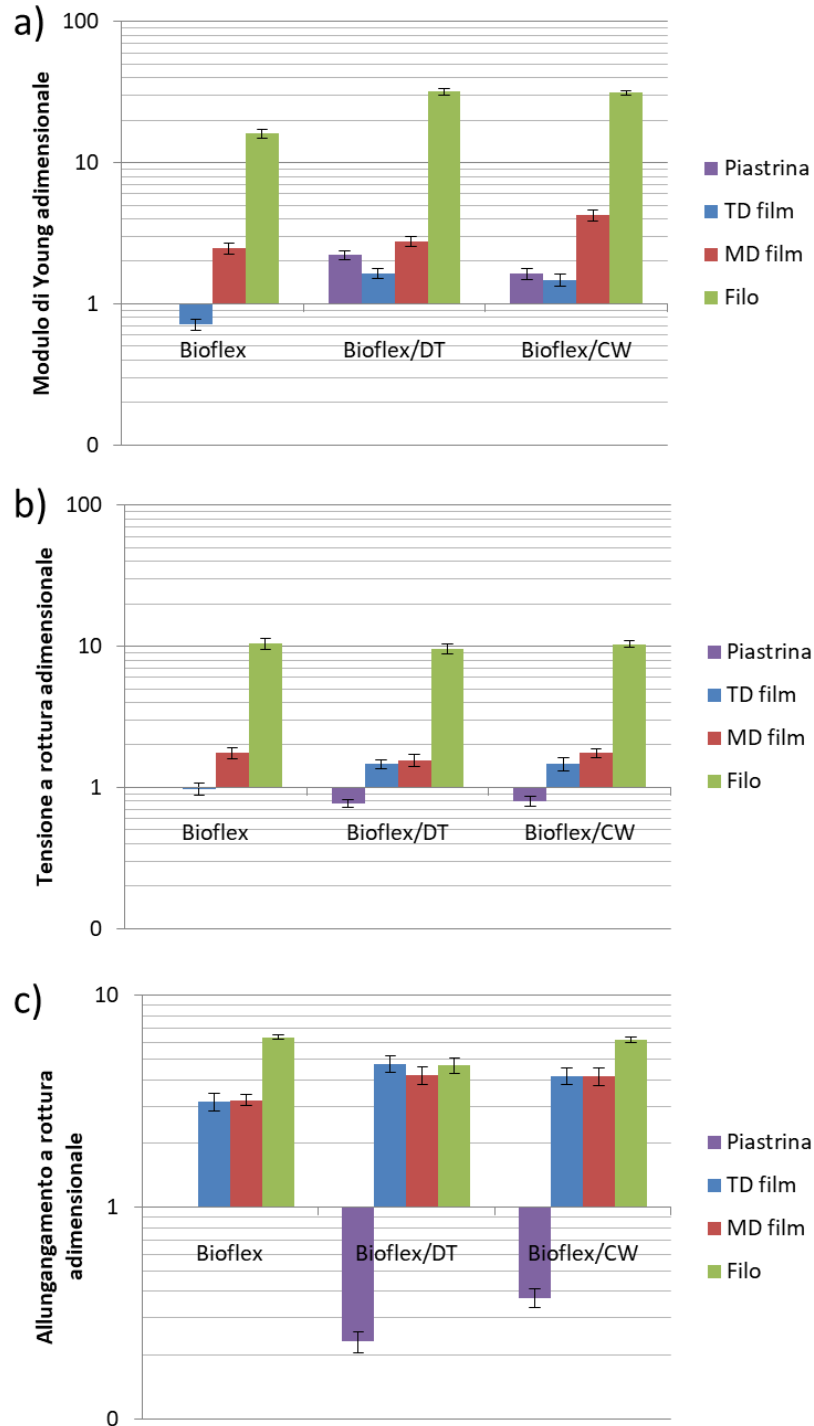 a)
Modulo di Young adimensionale
100
10
1
0
Bioflex
Bioflex/DT
Bioflex/CW
Piastrina
TD film
MD film
Filo
b)
Tensione a rottura adimensionale
100
10
1
0
Bioflex
Bioflex/DT
Bioflex/CW
Piastrina
TD film
MD film
Filo
c)
Allungangamento a rottura
adimensionale
10
1
0
Bioflex
Bioflex/DT
Bioflex/CW
Piastrina
TD film
MD film
Filo